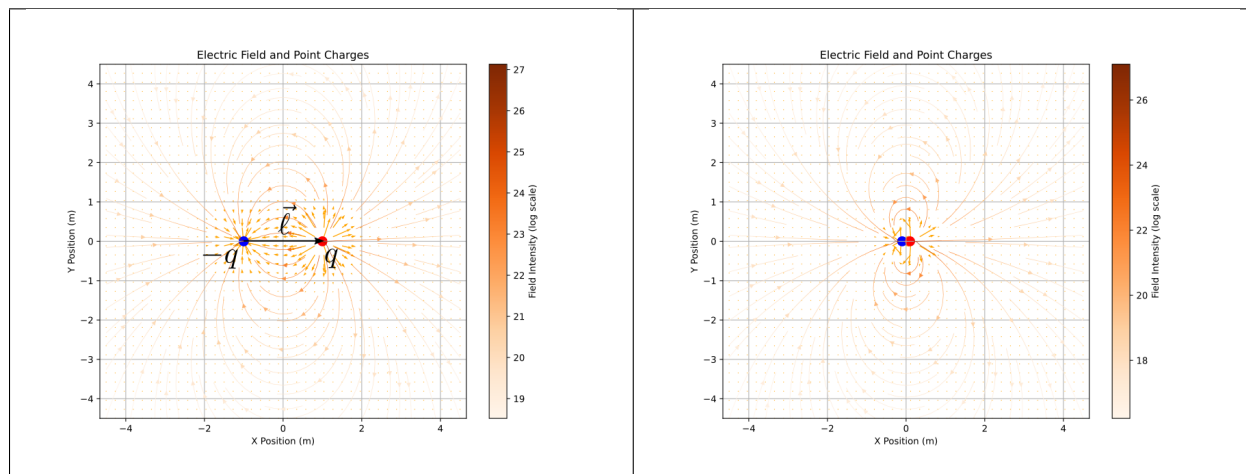 Electric Field and Point Charges
4
3
2
1
0
−1
−2
−3
−4
Y Position (m)
−4 −2 0 2 4
X Position (m)
ℓ⃗
−q
q
27
26
25
24
23
22
21
20
19
Field Intensity (log scale)
Electric Field and Point Charges
4
3
2
1
0
−1
−2
−3
−4
Y Position (m)
−4 −2 0 2 4
X Position (m)
26
24
22
20
18
Field Intensity (log scale)